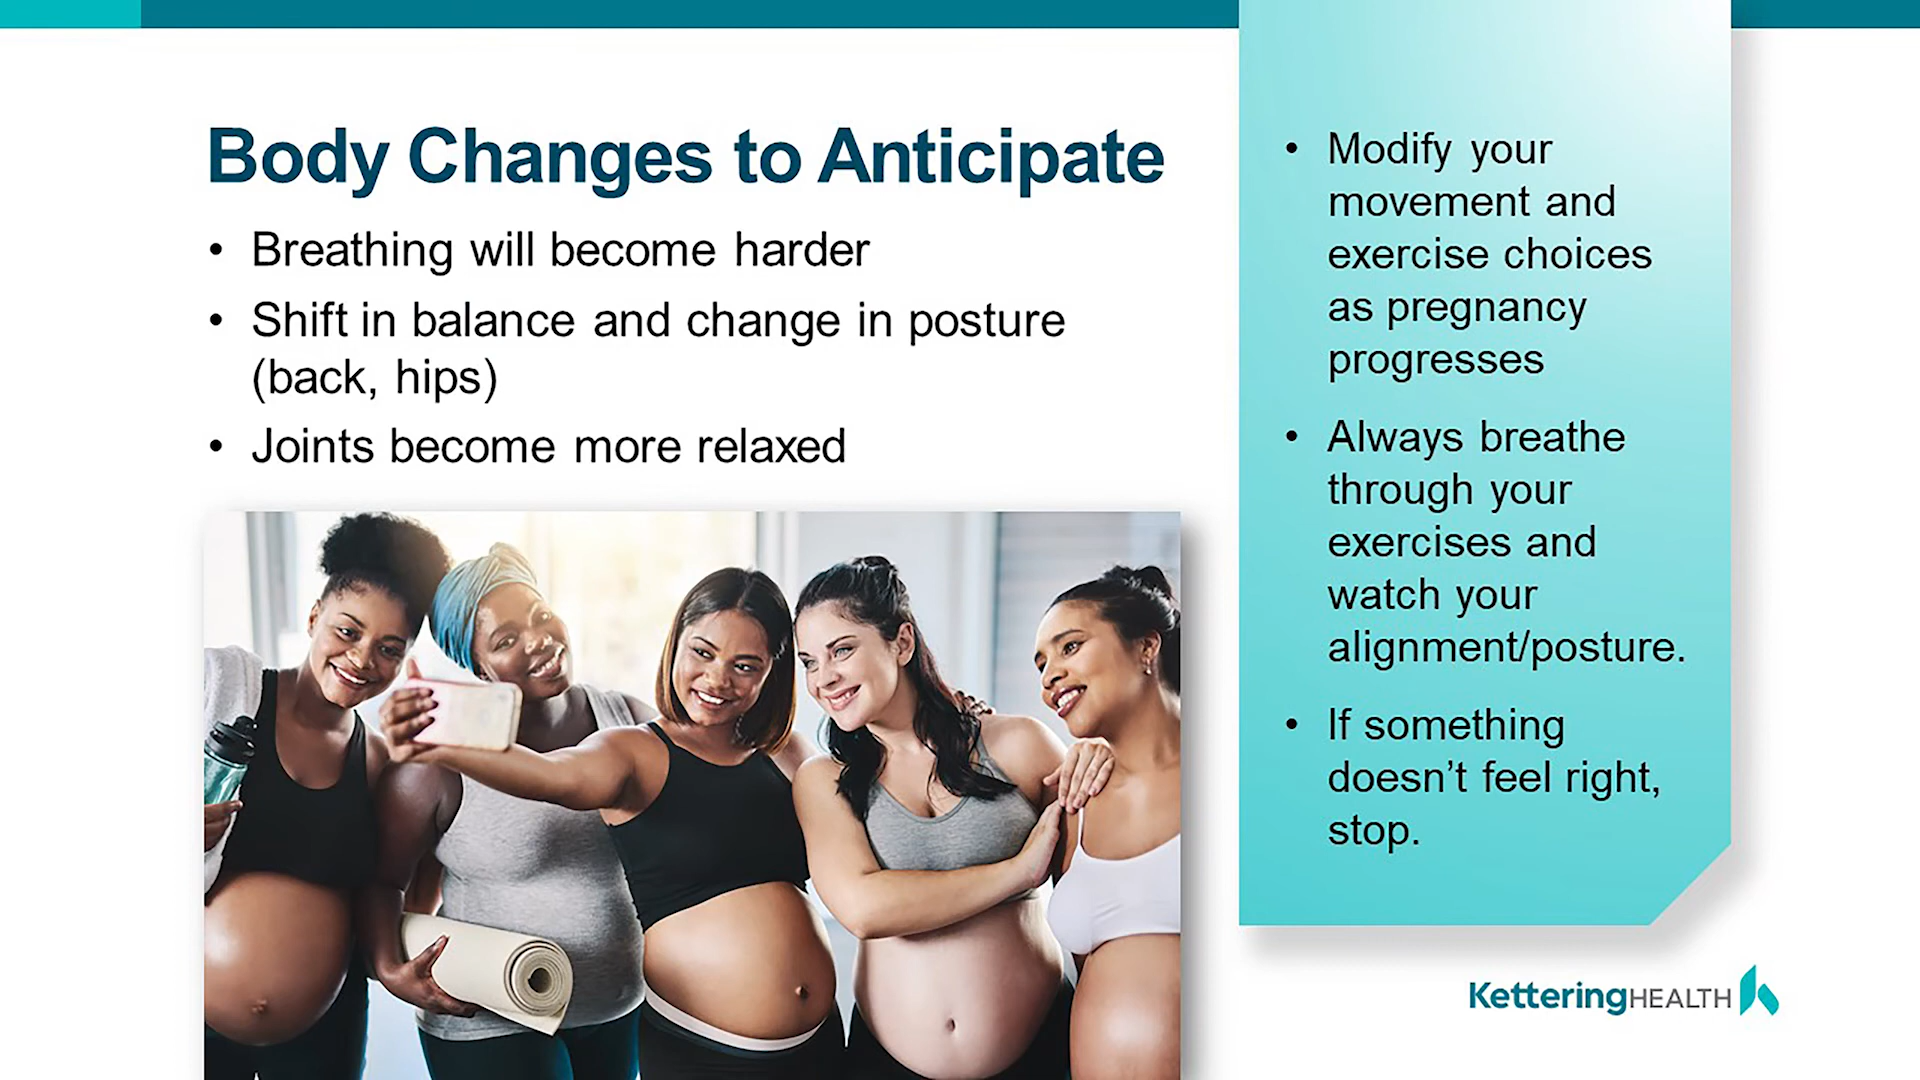 Body Changes to Anticipate
• Breathing will become harder
• Shift in balance and change in posture
(back, hips)
• Joints become more relaxed
• Modify your
movement and
exercise choices
as pregnancy
progresses
• Always breathe
through your
exercises and
watch your
alignment/posture.
• If something
doesn’t feel right,
stop.
KetteringHEALTH